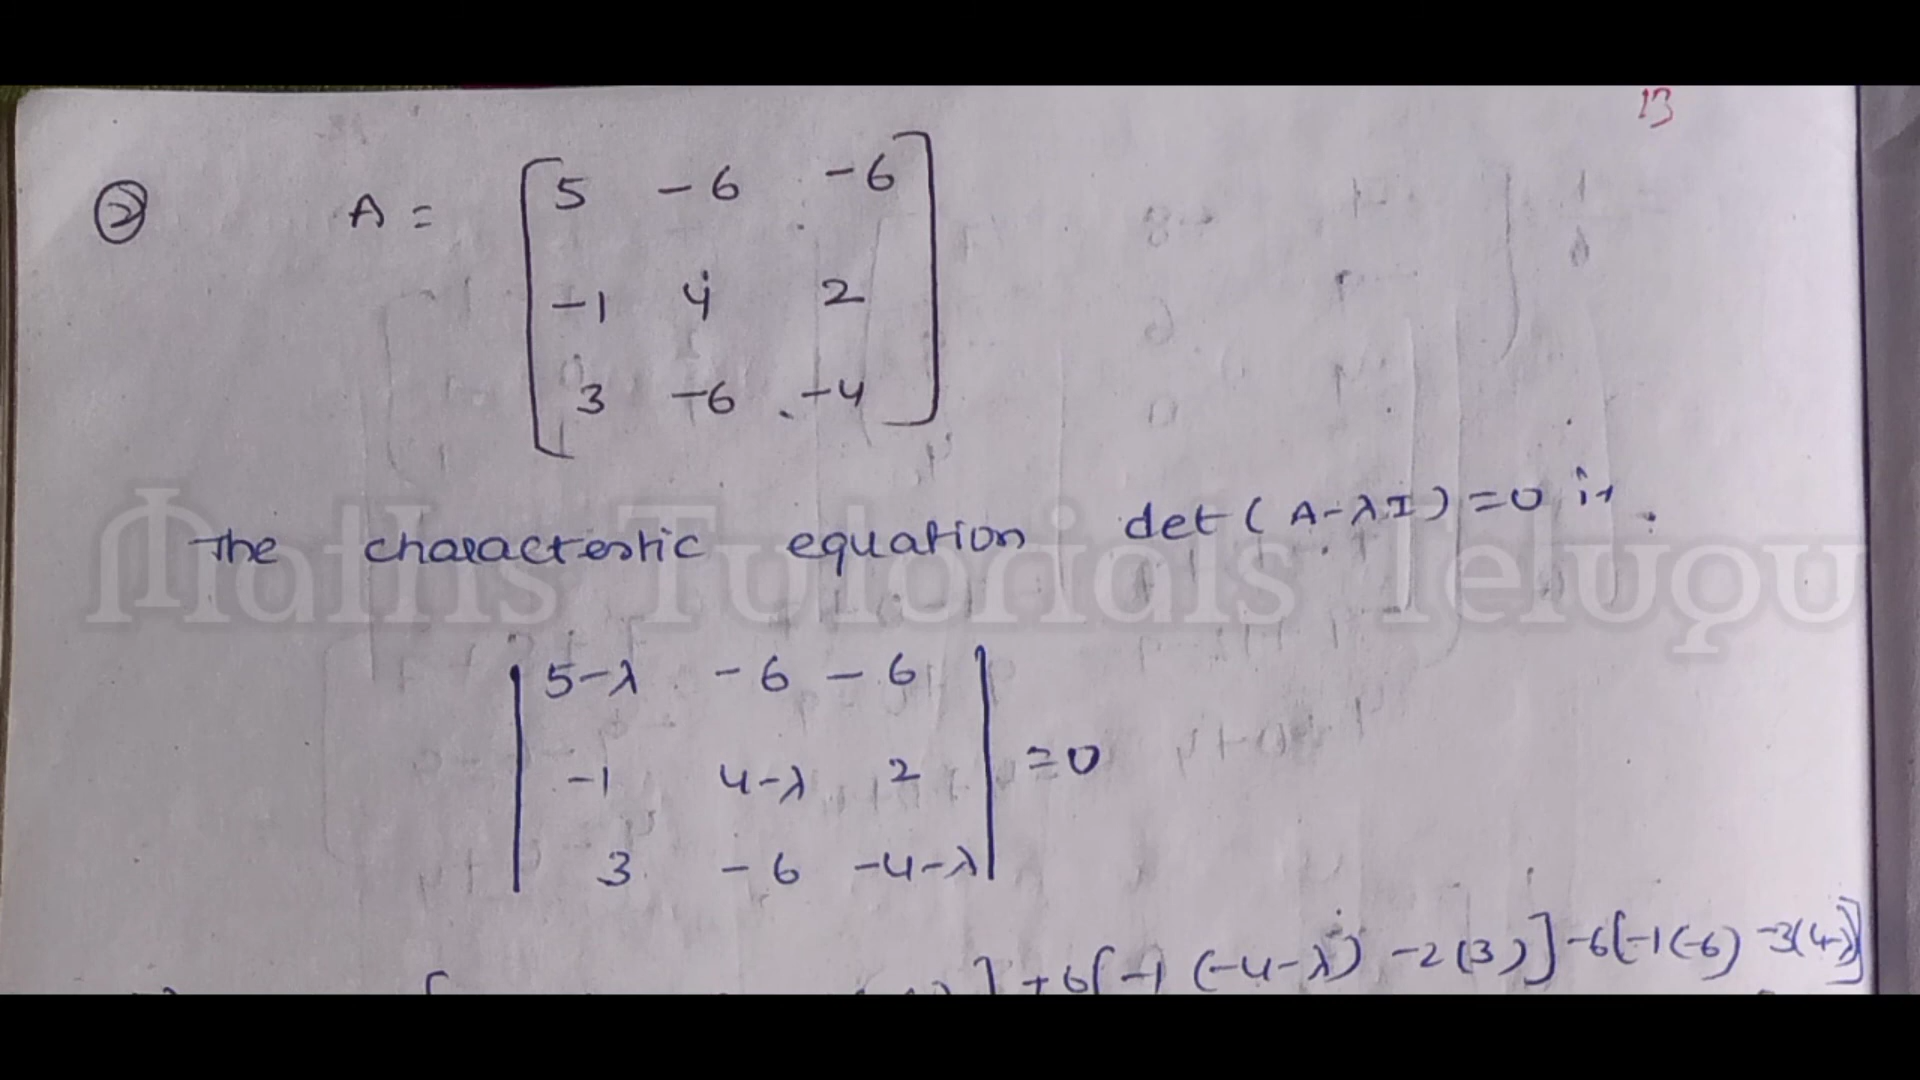 13
② A = [ 5 -6 -6
-1 4 2
3 -6 -4 ]
The charactestic equation det ( A-λI ) = 0 is
Maths Tutorials Telugu
| 5-λ -6 -6 |
| -1 4-λ 2 | = 0
| 3 -6 -4-λ |
] + 6[ -1 (-4-λ) -2(3) ] -6[-1(-6) -3(4-λ)]